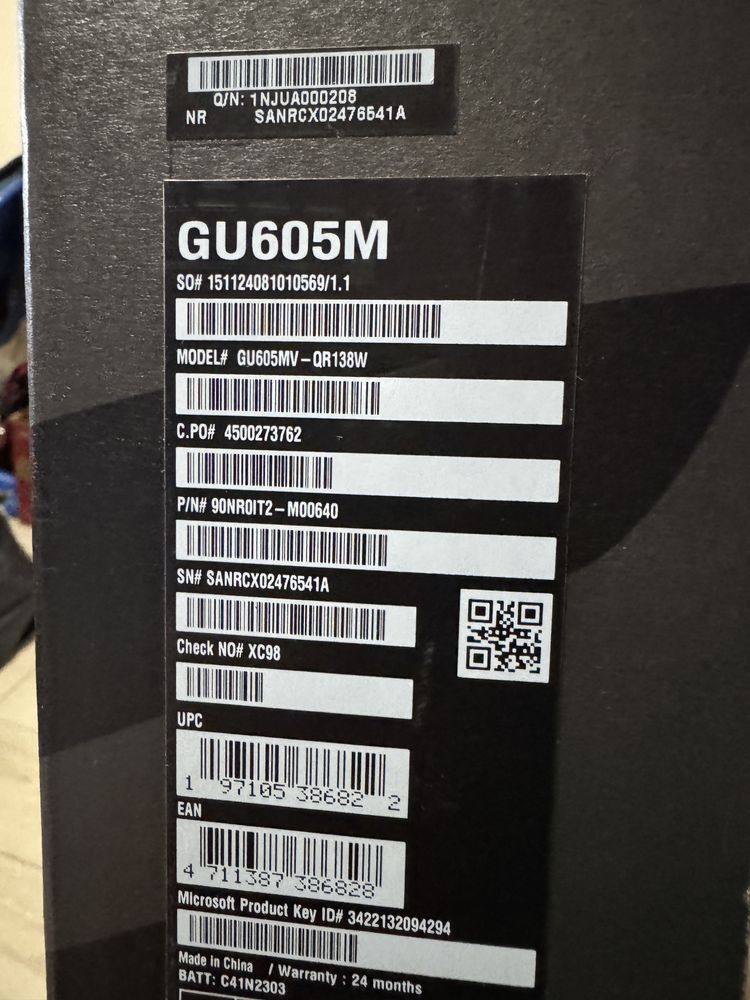 Q/N: 1NJUA000208
NR SANRCX02476541A
GU605M
SO# 151124081010569/1.1
MODEL# GU605MV-QR138W
C.PO# 4500273762
P/N# 90NR0IT2-M00640
SN# SANRCX02476541A
Check NO# XC98
UPC
1 97105 38682 2
EAN
4 711387 386828
Microsoft Product Key ID# 3422132094294
Made in China / Warranty : 24 months
BATT: C41N2303